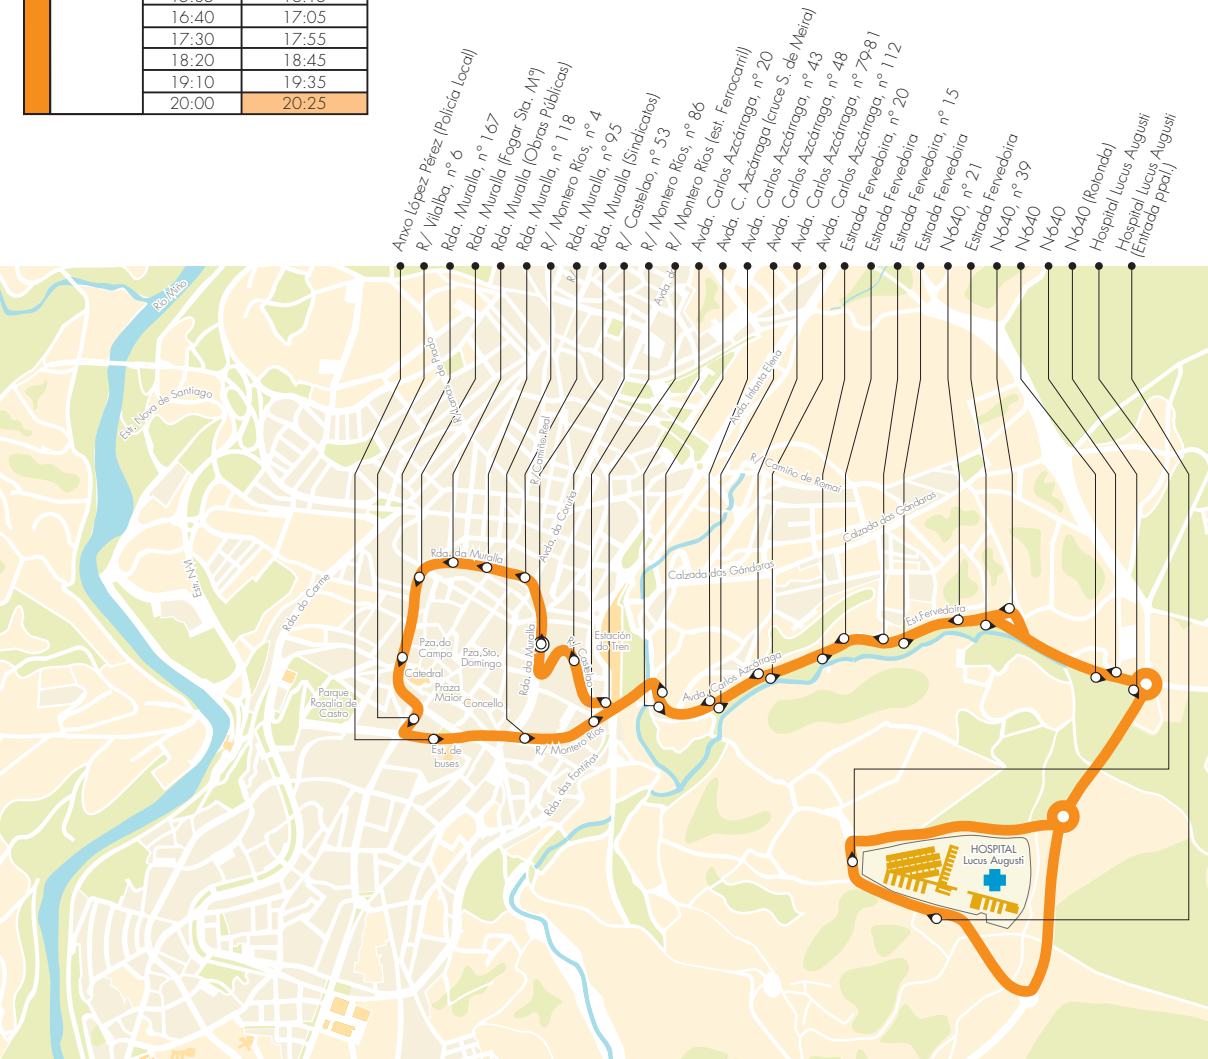 16:40 17:05
17:30 17:55
18:20 18:45
19:10 19:35
20:00 20:25
Anxo López Pérez (Policía Local)
R/ Vilalba, nº 6
Rda. Muralla, nº 167
Rda. Muralla (Fogar Sta. Mª)
Rda. Muralla (Obras Públicas)
Rda. Muralla, nº 118
R/ Montero Ríos, nº 4
Rda. Muralla, nº 95
Rda. Muralla (Sindicatos)
R/ Castelao, nº 53
R/ Montero Ríos, nº 86
R/ Montero Ríos (est. Ferrocarril)
Avda. Carlos Azcárraga, nº 20
Avda. C. Azcárraga (cruce S. de Meira)
Avda. Carlos Azcárraga, nº 43
Avda. Carlos Azcárraga, nº 48
Avda. Carlos Azcárraga, nº 79-81
Avda. Carlos Azcárraga, nº 112
Estrada Fervedoira, nº 20
Estrada Fervedoira
Estrada Fervedoira, nº 15
Estrada Fervedoira
N-640, nº 21
Estrada Fervedoira
N-640, nº 39
N-640
N-640
N-640 (Rotonda)
Hospital Lucus Augusti
Hospital Lucus Augusti
(Entrada ppal.)
Río Miño
R/
Avda. de
Avda. Infanta Elena
Estr. Nova de Santiago
R/Camiño Real
R/ Camiño de Romai
Avda. da Coruña
Calzada das Gándaras
Rda. da Muralla
Calzada das Gándaras
Estr. N-VI
Rda. do Carme
Est.Fervedoira
Pza.do
Campo
Pza.Sto.
Domingo
Rda. da Muralla
R/ Castelao
Estación
do Tren
Catedral
Praza
Maior
Concello
Parque
Rosalía de
Castro
Avda. Carlos Azcárraga
Est. de
buses
R/ Montero Ríos
Rda. das Fontiñas
HOSPITAL
Lucus Augusti